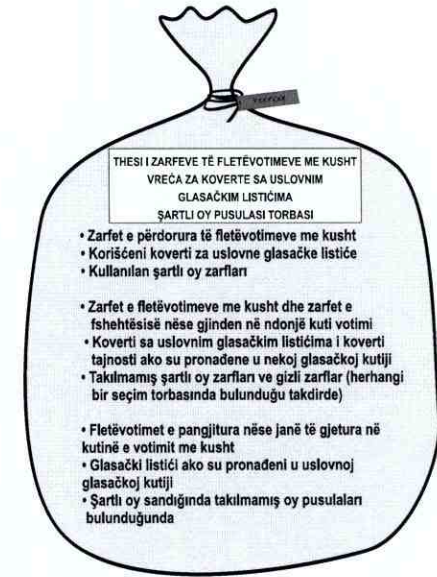 THESI I ZARFEVE TË FLETËVOTIMEVE ME KUSHT
VREĆA ZA KOVERTE SA USLOVNIM
GLASAČKIM LISTIĆIMA
ŞARTLI OY PUSULASI TORBASI
• Zarfet e përdorura të fletëvotimeve me kusht
• Korišćeni koverti za uslovne glasačke listiće
• Kullanılan şartlı oy zarfları
• Zarfet e fletëvotimeve me kusht dhe zarfet e
fshehtësisë nëse gjinden në ndonjë kuti votimi
• Koverti sa uslovnim glasačkim listićima i koverti
tajnosti ako su pronađene u nekoj glasačkoj kutiji
• Takılmamış şartlı oy zarfları ve gizli zarflar (herhangi
bir seçim torbasında bulunduğu takdirde)
• Fletëvotimet e pangjitura nëse janë të gjetura në
kutinë e votimit me kusht
• Glasački listići ako su pronađeni u uslovnoj
glasačkoj kutiji
• Şartlı oy sandığında takılmamış oy pusulaları
bulunduğunda